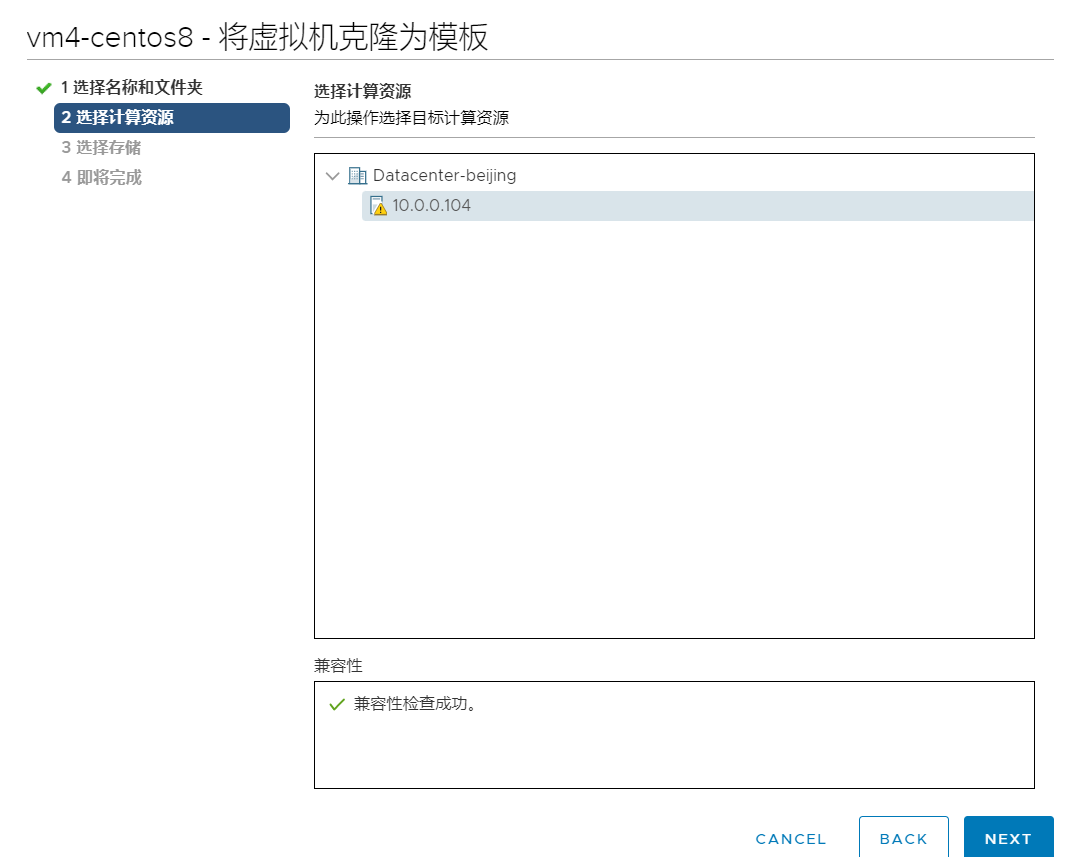 vm4-centos8 - 将虚拟机克隆为模板
1 选择名称和文件夹
2 选择计算资源
3 选择存储
4 即将完成
选择计算资源
为此操作选择目标计算资源
Datacenter-beijing
10.0.0.104
兼容性
兼容性检查成功。
CANCEL
BACK
NEXT